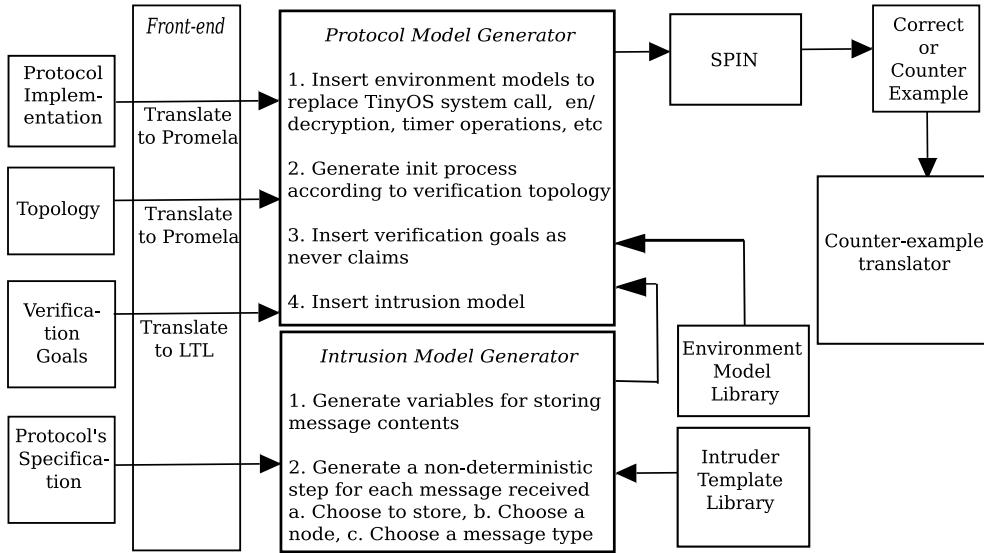 Front-end
Protocol
Implem-
entation
Translate
to Promela
Topology
Translate
to Promela
Verifica-
tion
Goals
Translate
to LTL
Protocol's
Specifica-
tion
Protocol Model Generator
1. Insert environment models to
replace TinyOS system call,  en/
decryption, timer operations, etc
2. Generate init process
according to verification topology
3. Insert verification goals as
never claims
4. Insert intrusion model
Intrusion Model Generator
1. Generate variables for storing
message contents
2. Generate a non-deterministic
step for each message received
a. Choose to store, b. Choose a
node, c. Choose a message type
SPIN
Correct
or
Counter
Example
Counter-example
translator
Environment
Model
Library
Intruder
Template
Library